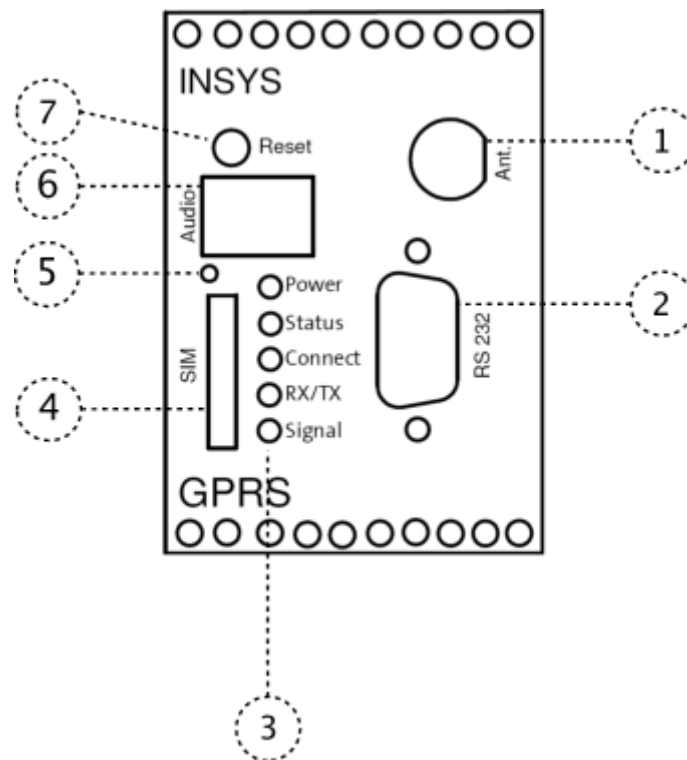 INSYS
7
Reset
1
Ant.
6
Audio
5
Power
2
Status
RS 232
SIM
Connect
4
RX/TX
Signal
GPRS
3